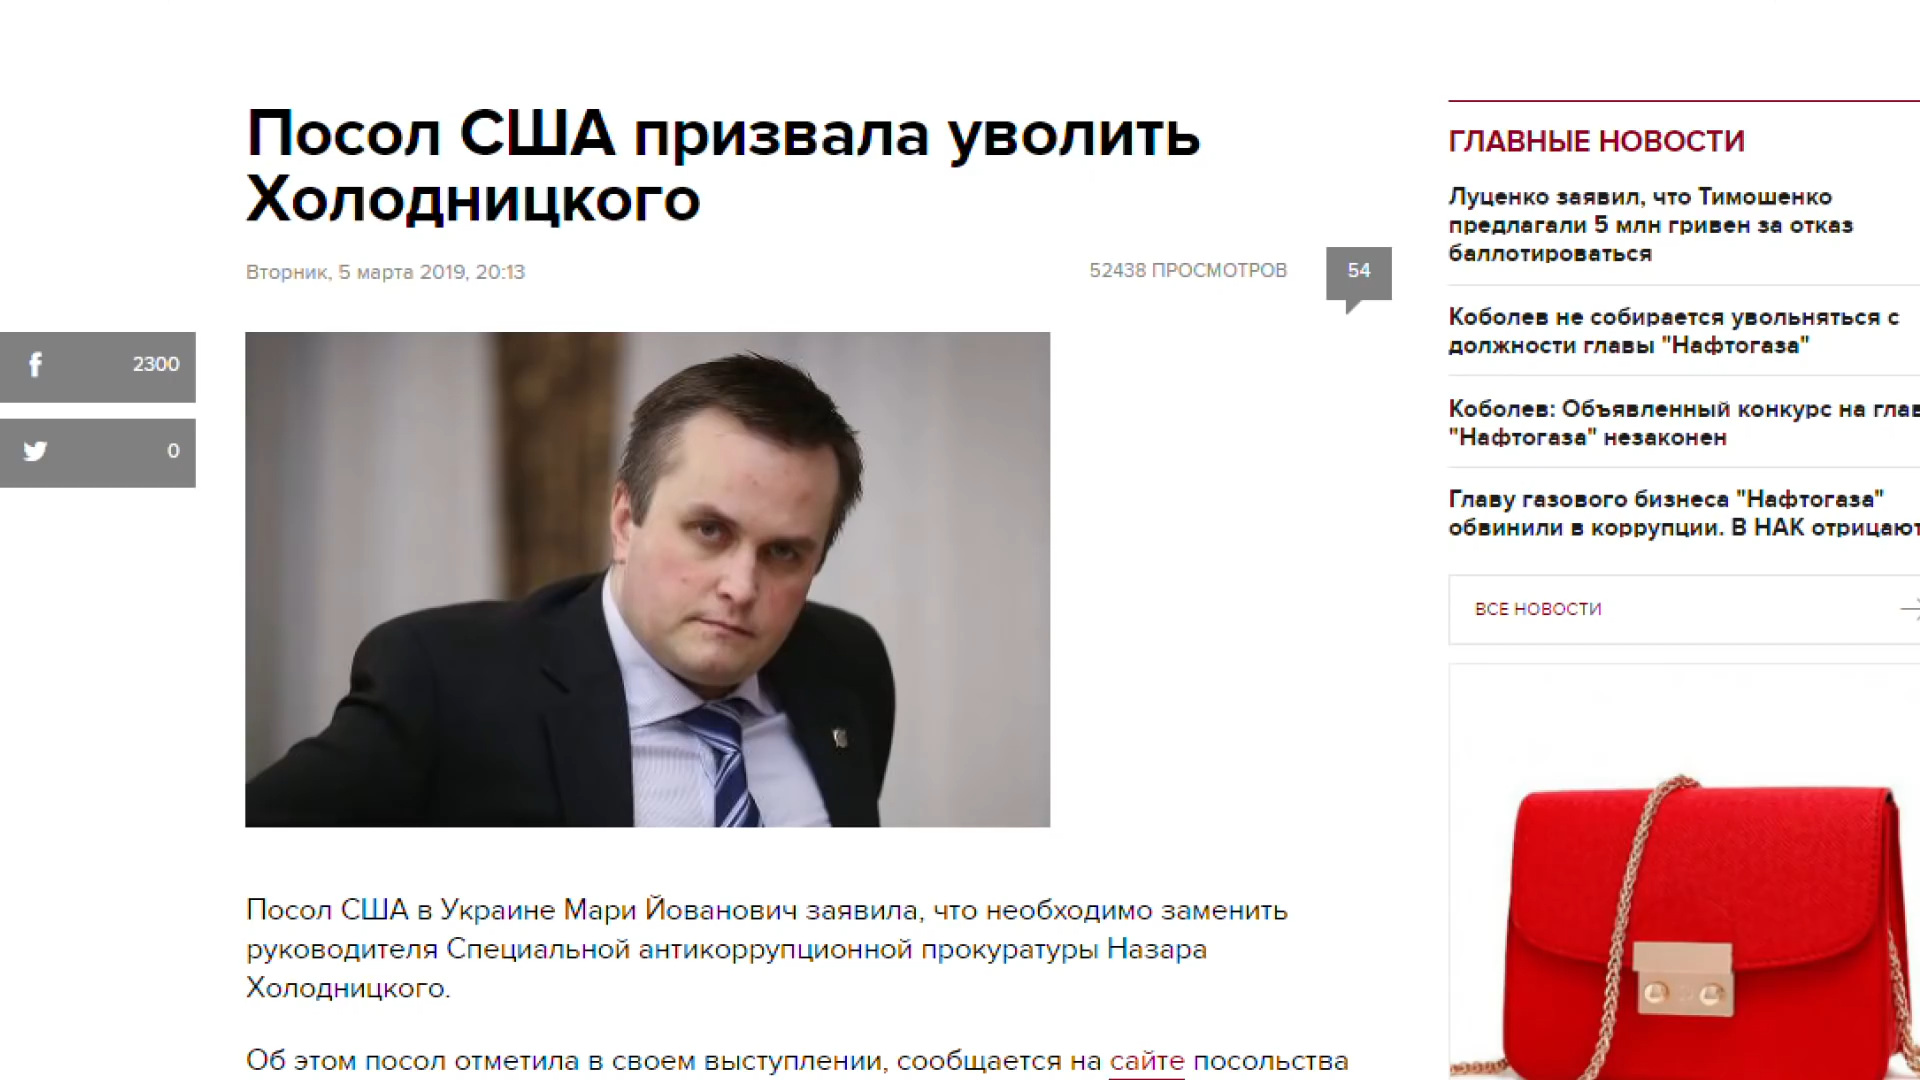 Посол США призвала уволить
Холодницкого
Вторник, 5 марта 2019, 20:13
52438 ПРОСМОТРОВ
54
f 2300
0
Посол США в Украине Мари Йованович заявила, что необходимо заменить
руководителя Специальной антикоррупционной прокуратуры Назара
Холодницкого.
Об этом посол отметила в своем выступлении, сообщается на сайте посольства
ГЛАВНЫЕ НОВОСТИ
Луценко заявил, что Тимошенко
предлагали 5 млн гривен за отказ
баллотироваться
Коболев не собирается увольняться с
должности главы "Нафтогаза"
Коболев: Объявленный конкурс на глав
"Нафтогаза" незаконен
Главу газового бизнеса "Нафтогаза"
обвинили в коррупции. В НАК отрицают
ВСЕ НОВОСТИ